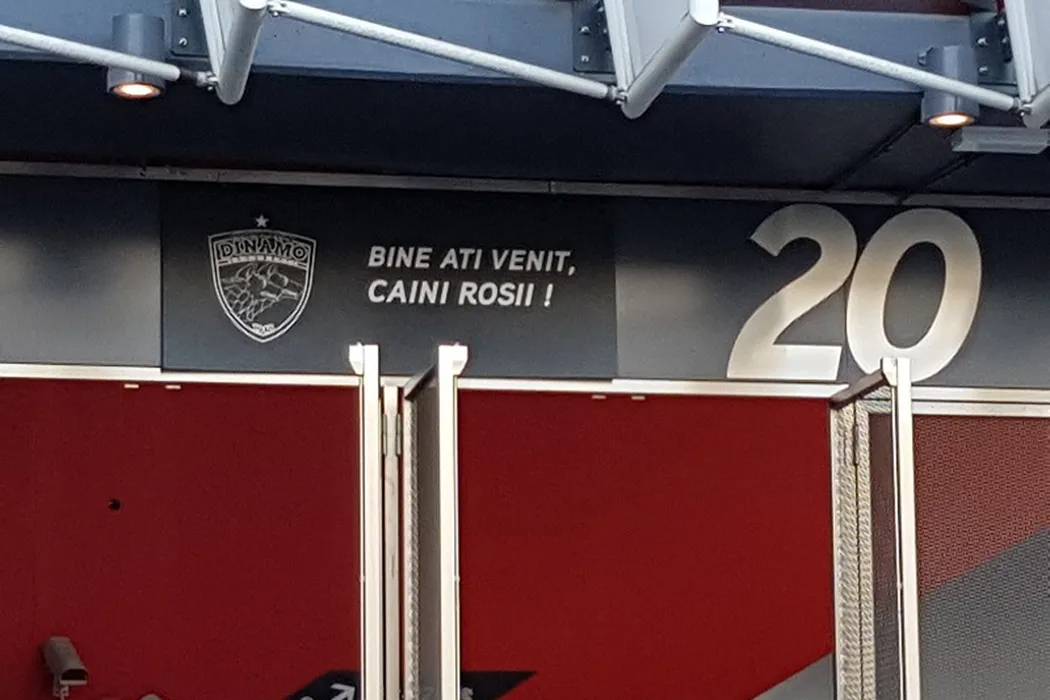 DINAMO
BINE ATI VENIT,
CAINI ROSII !
20